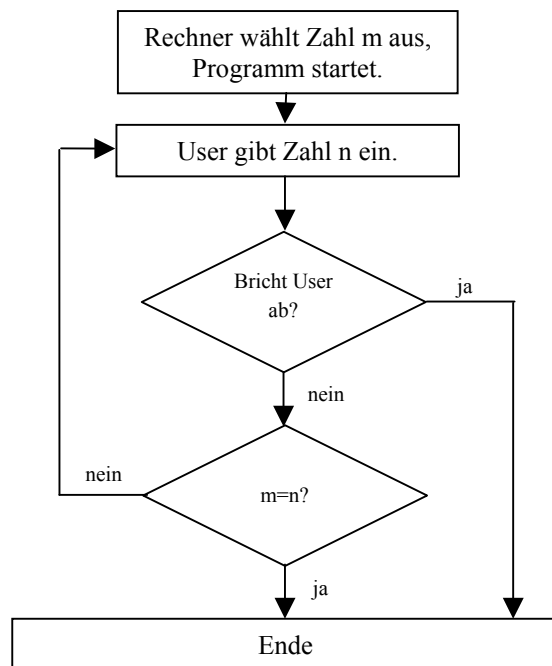 Rechner wählt Zahl m aus,
Programm startet.
User gibt Zahl n ein.
Bricht User
ab?
ja
nein
nein
m=n?
ja
Ende